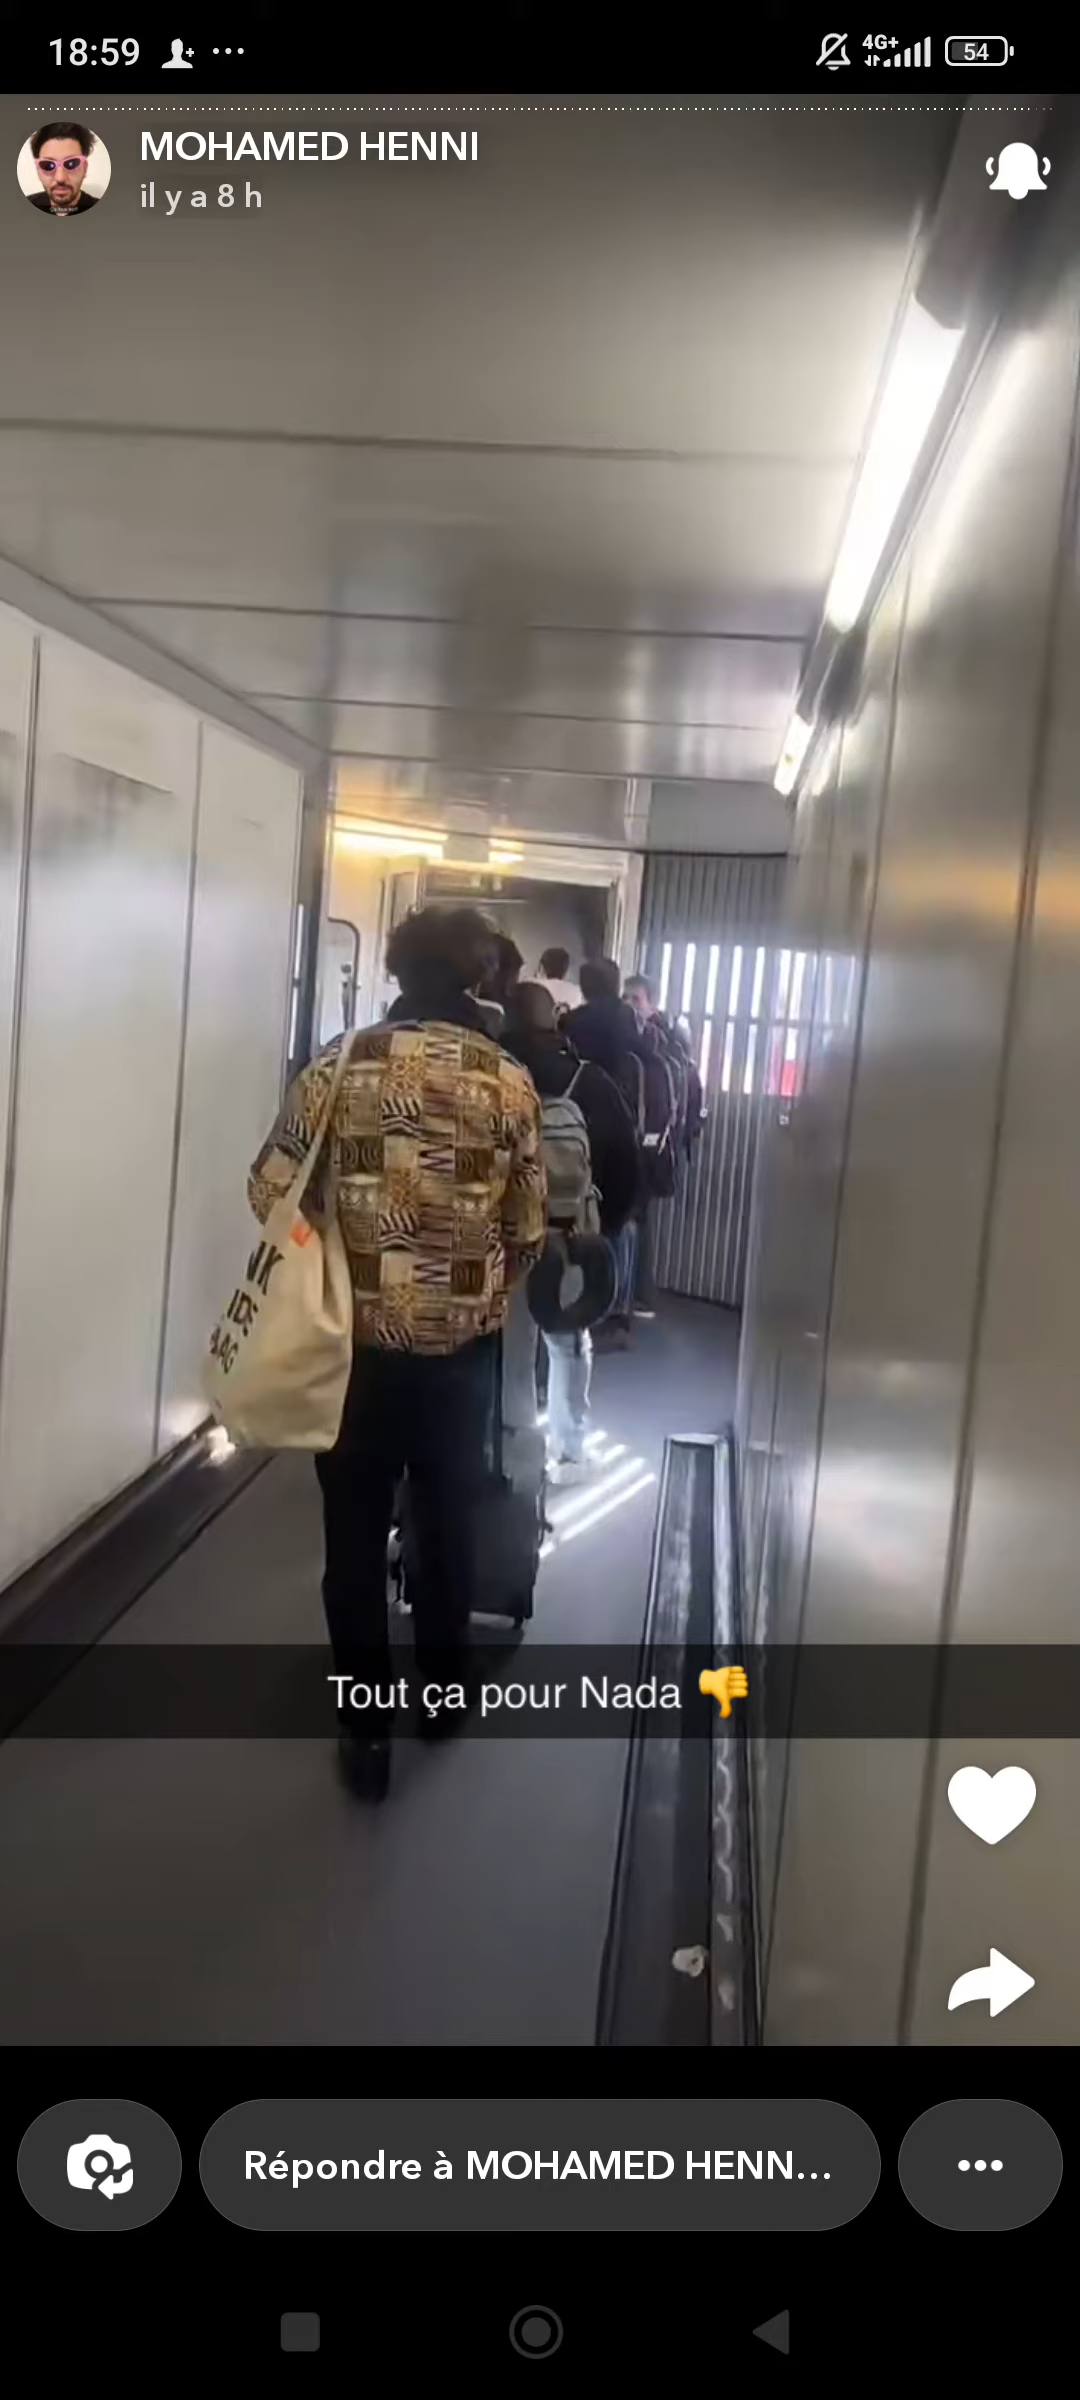 18:59
4G+
54
MOHAMED HENNI
il y a 8 h
Tout ça pour Nada 👎
Répondre à MOHAMED HENN...